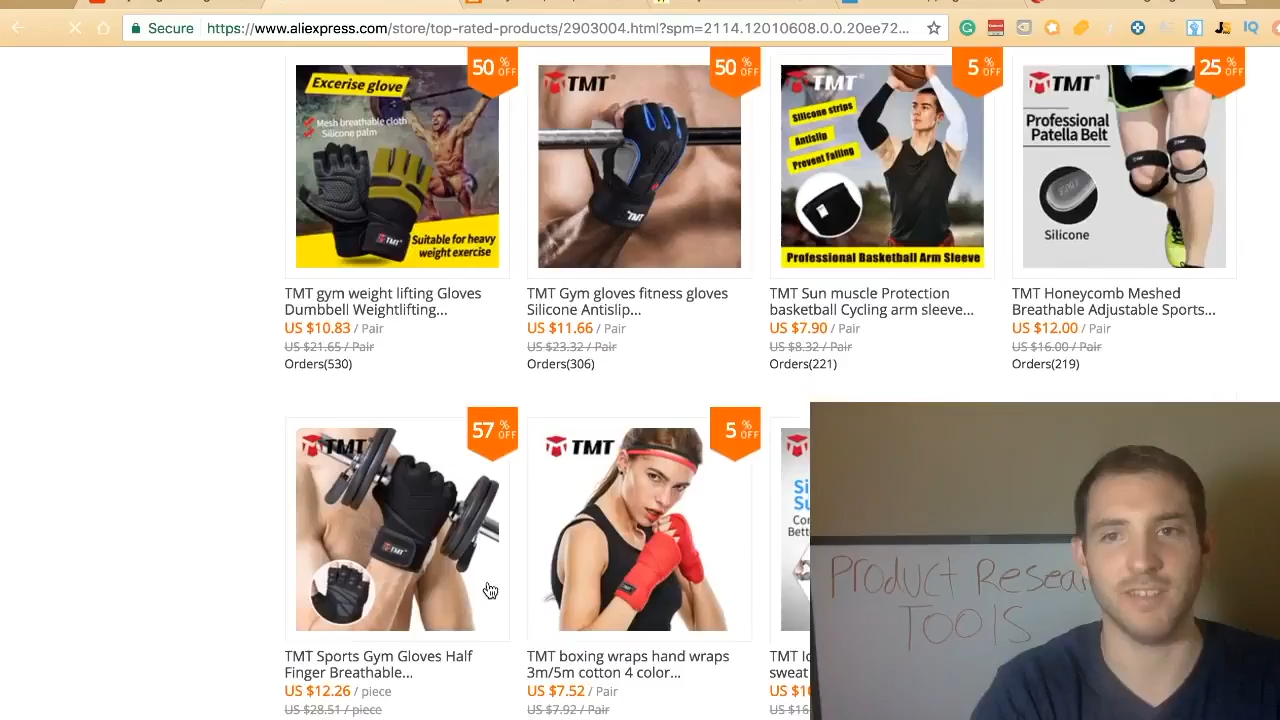 Secure https://www.aliexpress.com/store/top-rated-products/2903004.html?spm=2114.12010608.0.0.20ee72...
50 % OFF
Excerise glove
Mesh breathable cloth
Silicone palm
TMT
Suitable for heavy
weight exercise
TMT gym weight lifting Gloves
Dumbbell Weightlifting...
US $10.83 / Pair
US $21.65 / Pair
Orders(530)
50 % OFF
TMT
TMT
TMT Gym gloves fitness gloves
Silicone Antislip...
US $11.66 / Pair
US $23.32 / Pair
Orders(306)
5 % OFF
TMT
Silicone strips
Antislip
Prevent Falling
Professional Basketball Arm Sleeve
TMT Sun muscle Protection
basketball Cycling arm sleeve...
US $7.90 / Pair
US $8.32 / Pair
Orders(221)
25 % OFF
TMT
Professional
Patella Belt
Silicone
TMT Honeycomb Meshed
Breathable Adjustable Sports...
US $12.00 / Pair
US $16.00 / Pair
Orders(219)
57 % OFF
TMT
TMT
TMT Sports Gym Gloves Half
Finger Breathable...
US $12.26 / piece
US $28.51 / piece
5 % OFF
TMT
TMT boxing wraps hand wraps
3m/5m cotton 4 color...
US $7.52 / Pair
US $7.92 / Pair
TMT
sweat
PRODUCT RESEAR
TOOLS